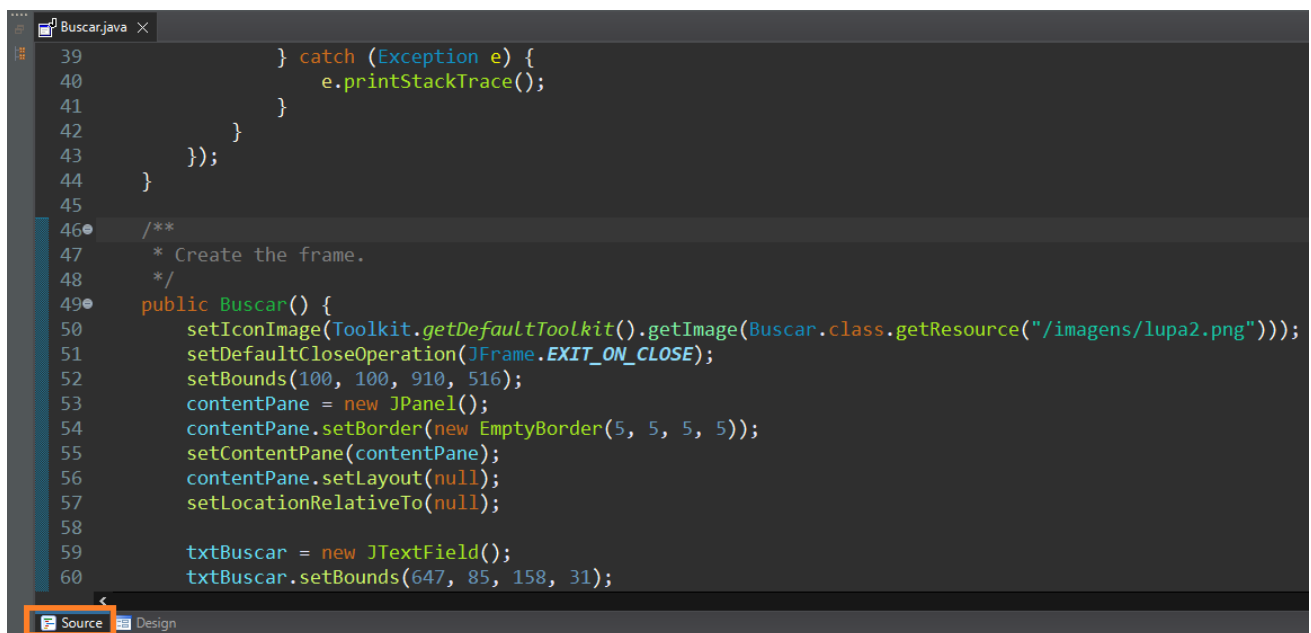 Buscar.java
39 } catch (Exception e) {
40 e.printStackTrace();
41 }
42 }
43 });
44 }
45
46 /**
47 * Create the frame.
48 */
49 public Buscar() {
50 setIconImage(Toolkit.getDefaultToolkit().getImage(Buscar.class.getResource("/imagens/lupa2.png")));
51 setDefaultCloseOperation(JFrame.EXIT_ON_CLOSE);
52 setBounds(100, 100, 910, 516);
53 contentPane = new JPanel();
54 contentPane.setBorder(new EmptyBorder(5, 5, 5, 5));
55 setContentPane(contentPane);
56 contentPane.setLayout(null);
57 setLocationRelativeTo(null);
58
59 txtBuscar = new JTextField();
60 txtBuscar.setBounds(647, 85, 158, 31);
Source Design